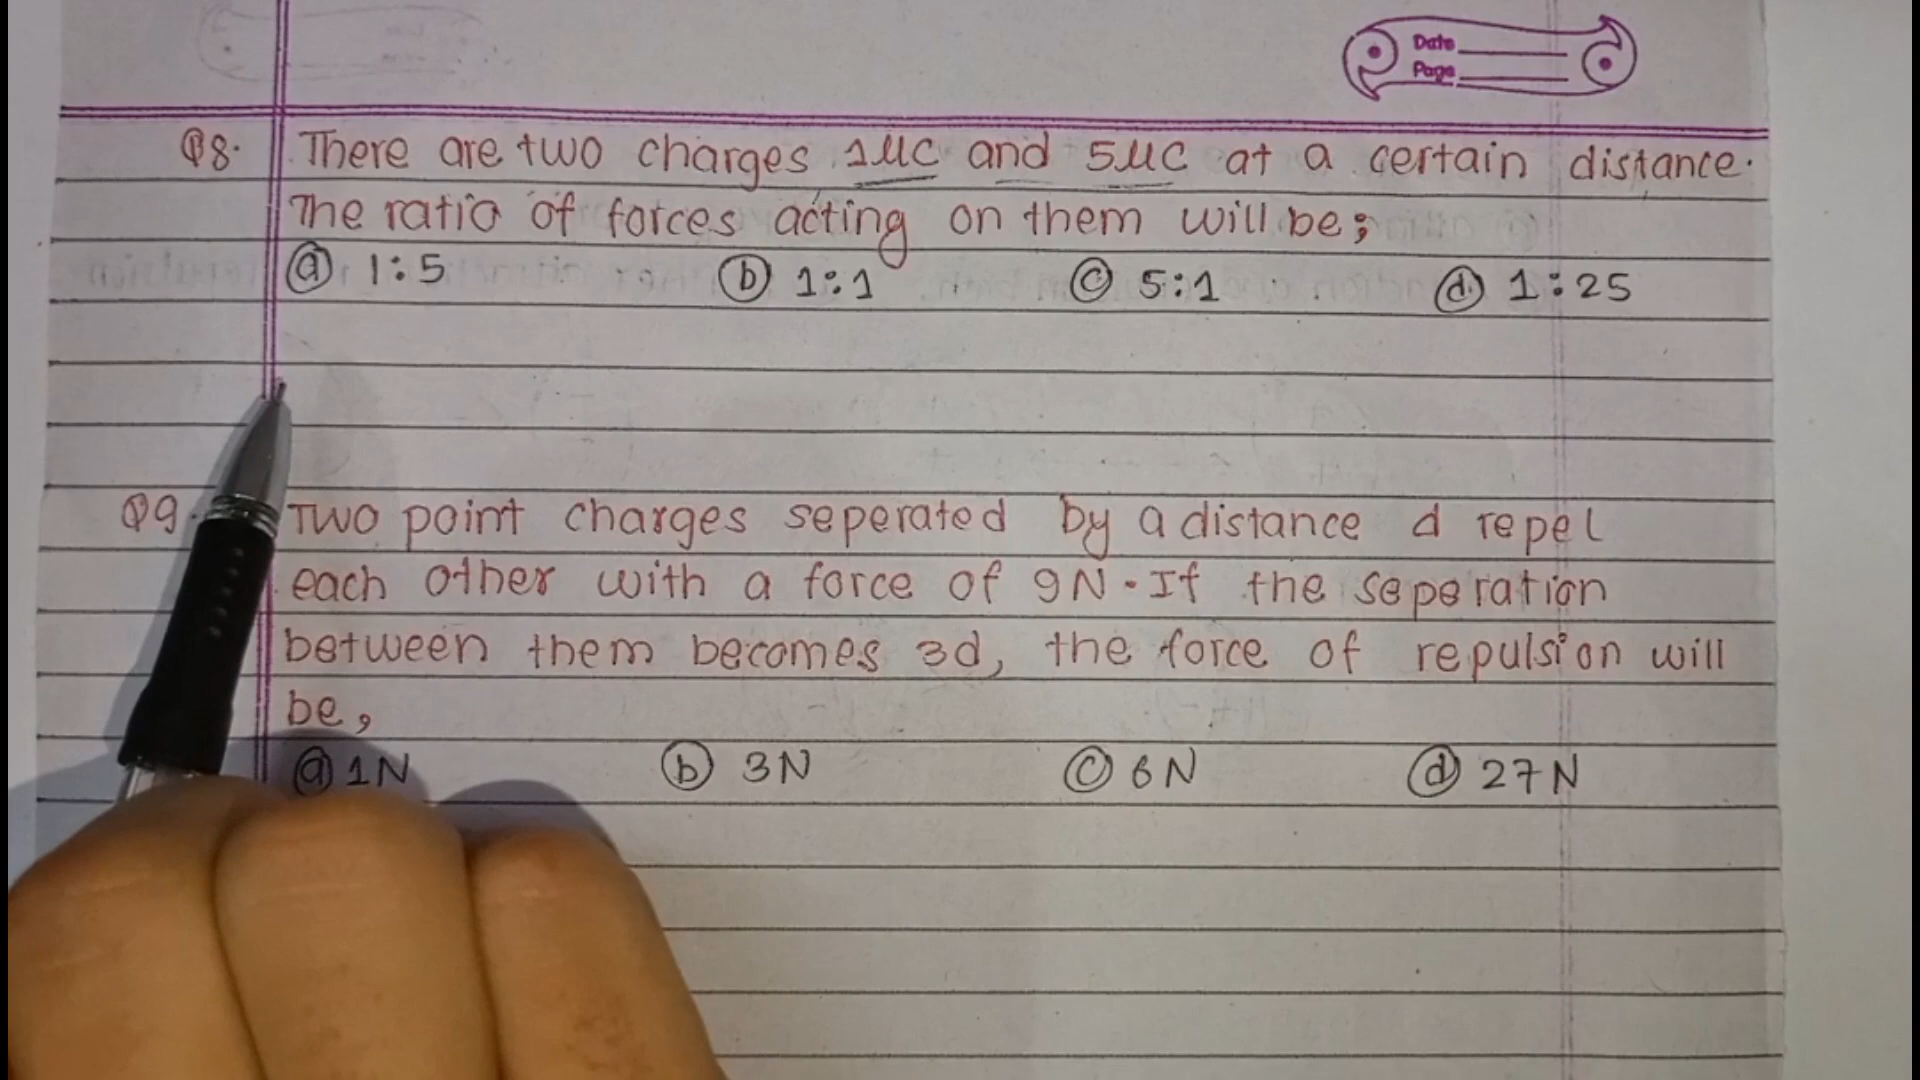 Date
Page
Q8. There are two charges 1μC and 5μC at a certain distance.
The ratio of forces acting on them will be;
(a) 1:5 (b) 1:1 (c) 5:1 (d) 1:25
Q9. Two point charges seperated by a distance d repel
each other with a force of 9N. If the seperation
between them becomes 3d, the force of repulsion will
be,
(a) 1N (b) 3N (c) 6N (d) 27N